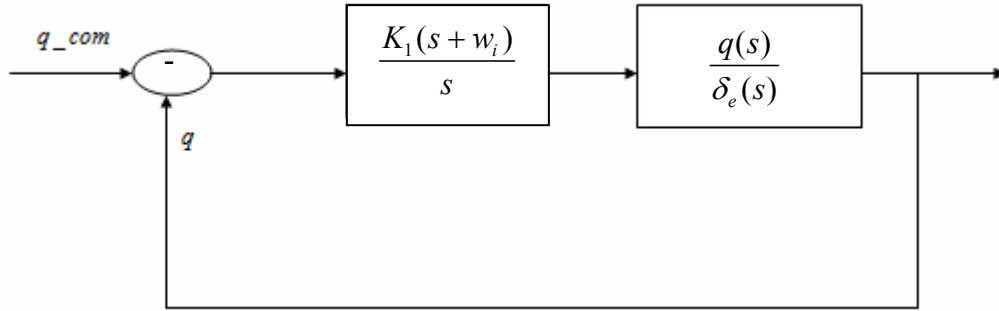 q_com
-
K₁(s + wᵢ)
s
q(s)
δₑ(s)
q